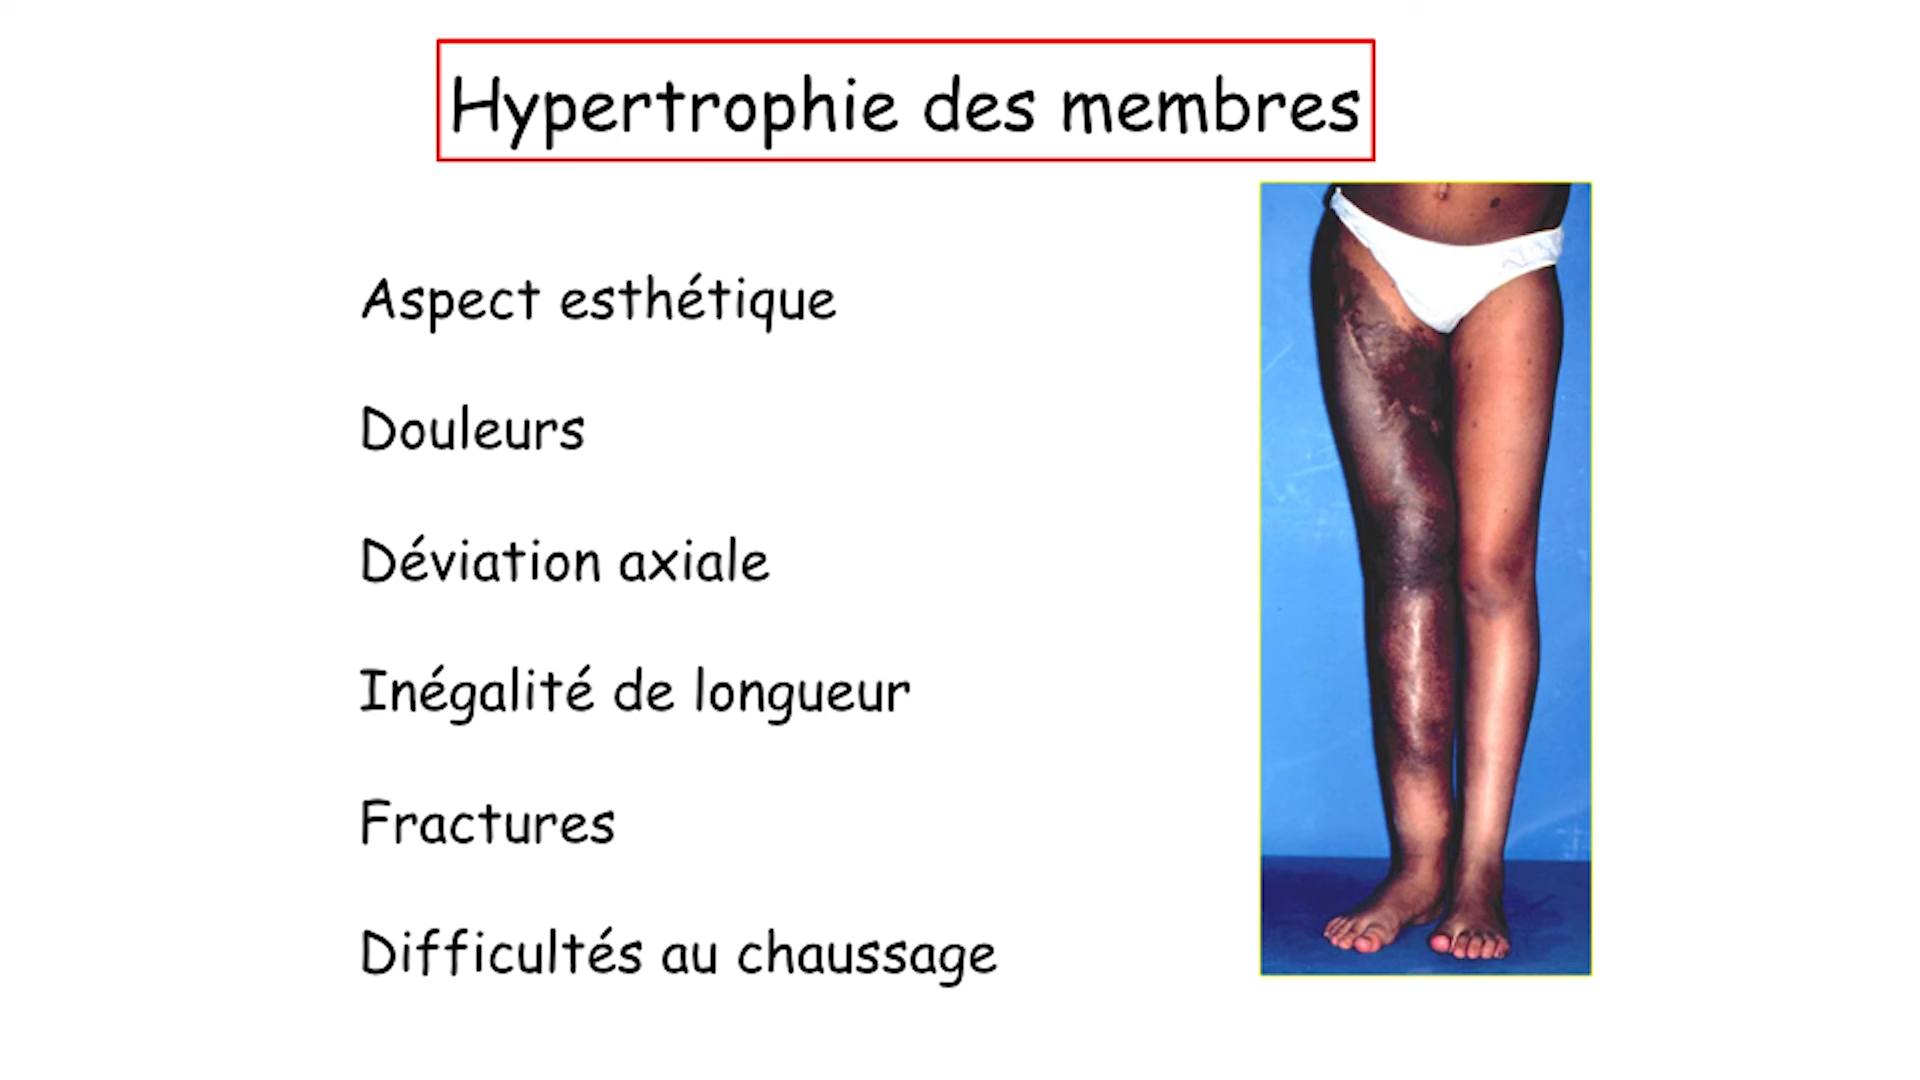 Hypertrophie des membres
Aspect esthétique
Douleurs
Déviation axiale
Inégalité de longueur
Fractures
Difficultés au chaussage